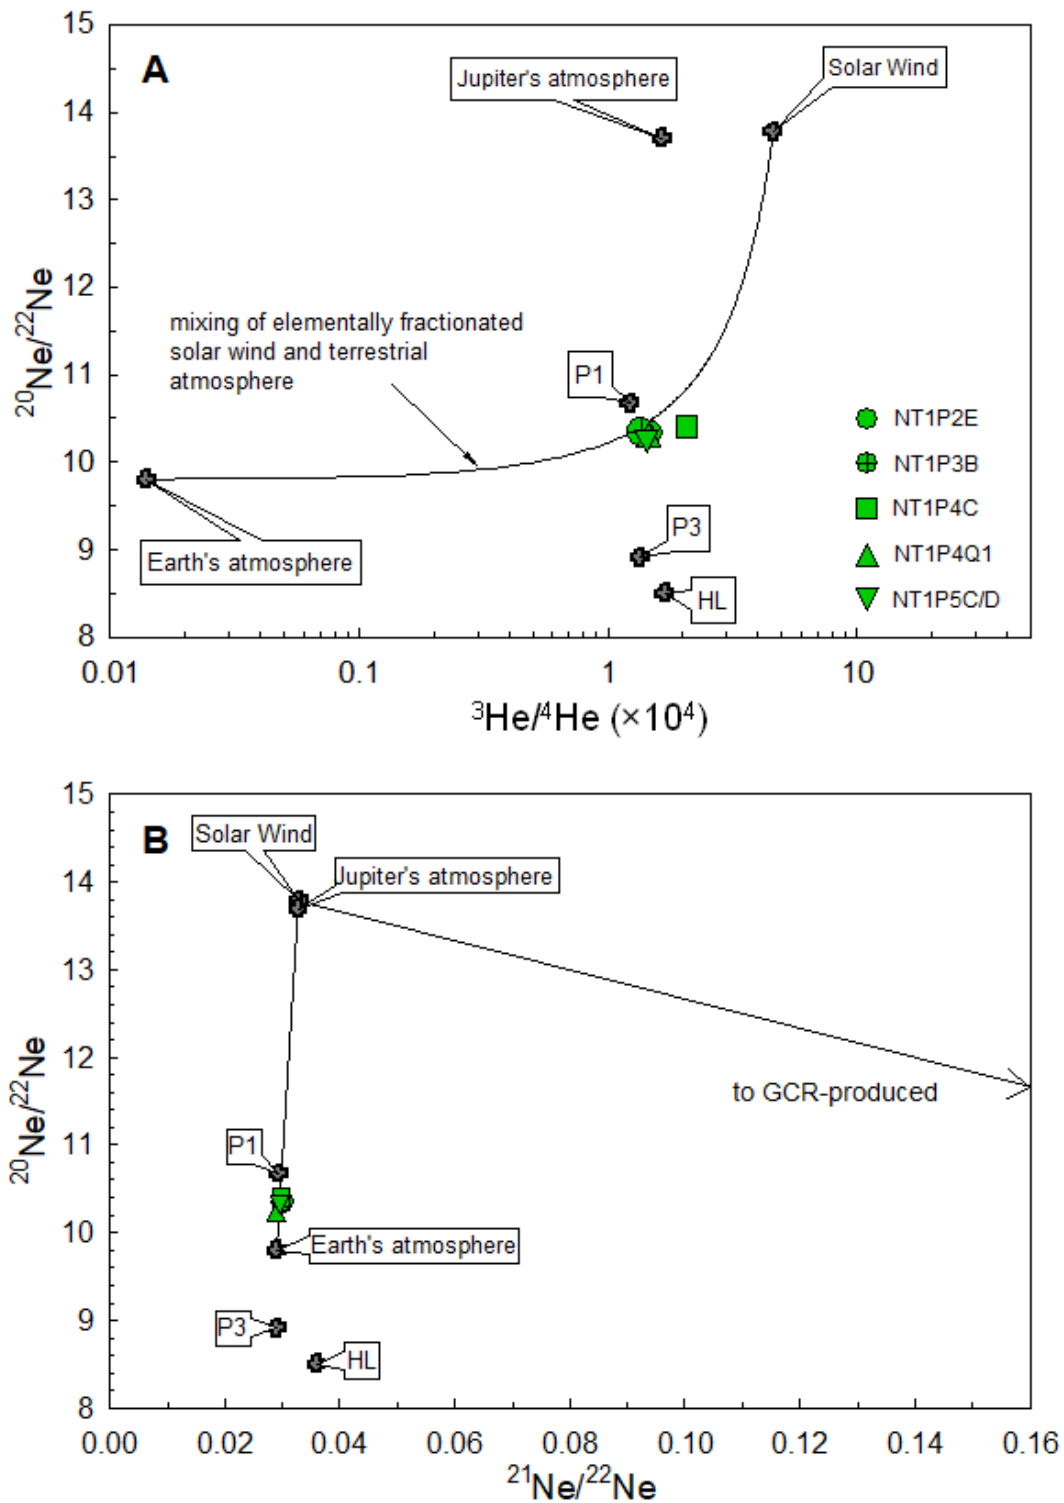 15
A
Jupiter's atmosphere
Solar Wind
14
13
12
mixing of elementally fractionated
solar wind and terrestrial
atmosphere
11
P1
10
Earth's atmosphere
9
P3
HL
8
²⁰Ne/²²Ne
NT1P2E
NT1P3B
NT1P4C
NT1P4Q1
NT1P5C/D
0.01 0.1 1 10
³He/⁴He (×10⁴)
15
B
Solar Wind
Jupiter's atmosphere
14
13
12
to GCR-produced
11
P1
10
Earth's atmosphere
9
P3
HL
8
²⁰Ne/²²Ne
0.00 0.02 0.04 0.06 0.08 0.10 0.12 0.14 0.16
²¹Ne/²²Ne